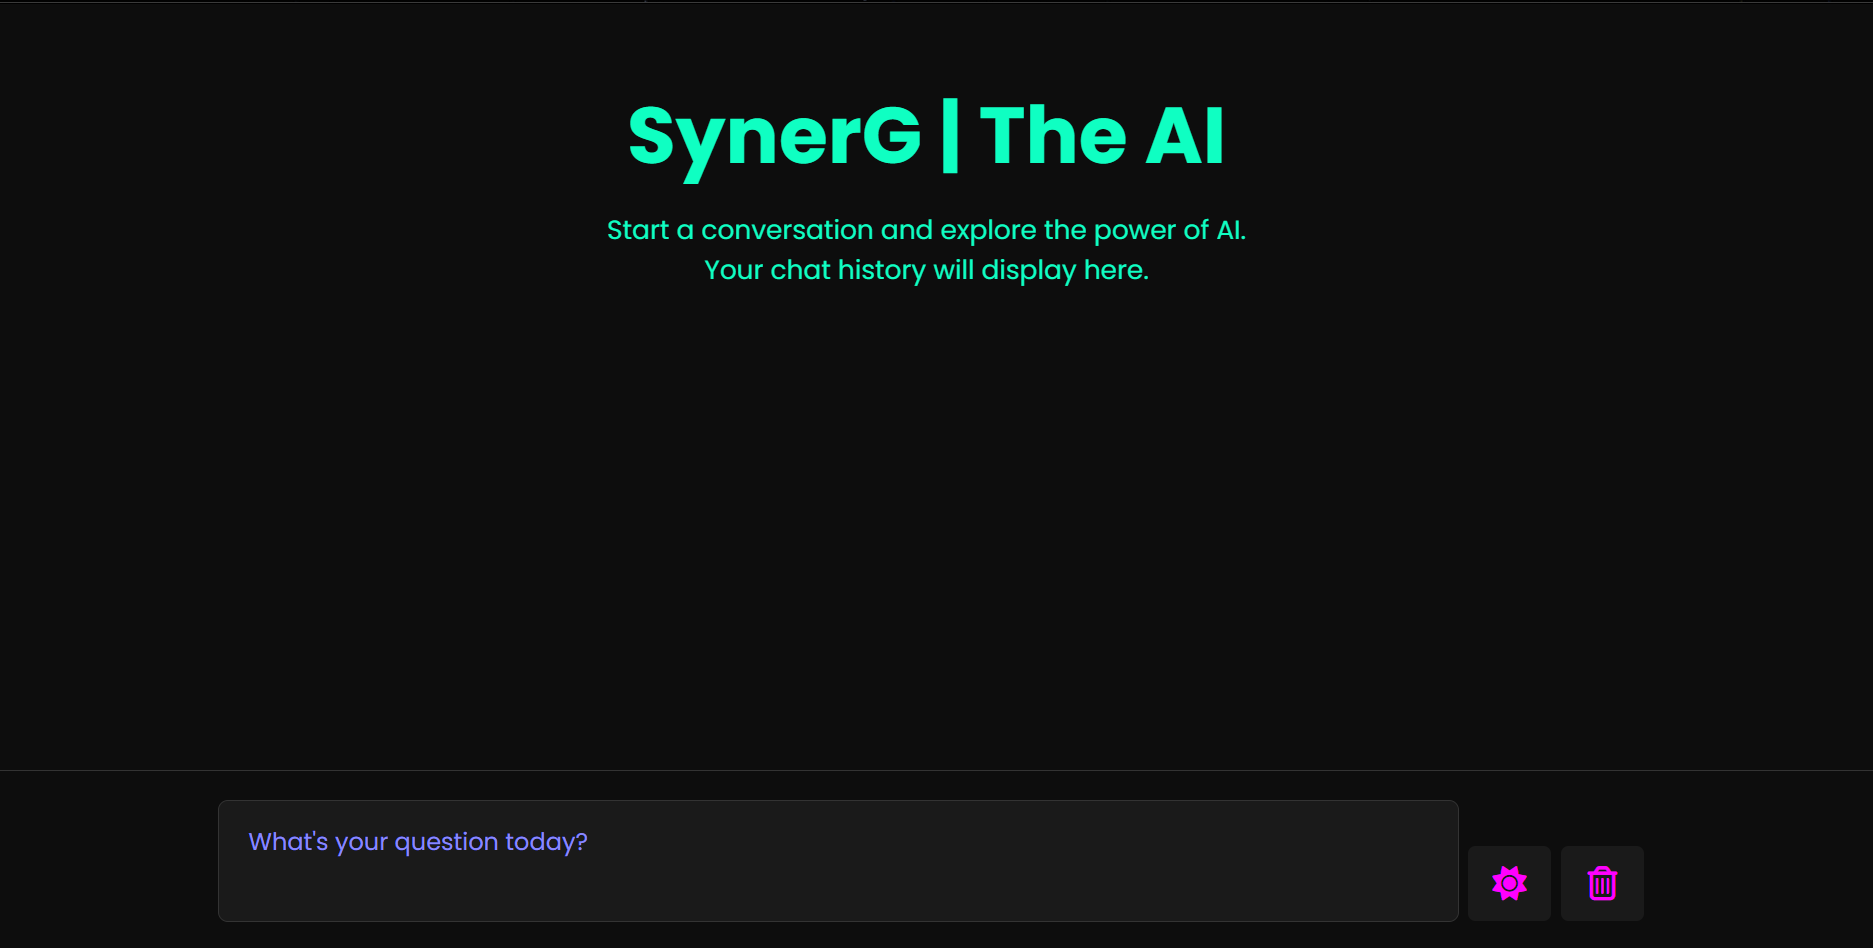 SynerG | The AI
Start a conversation and explore the power of AI.
Your chat history will display here.
What's your question today?